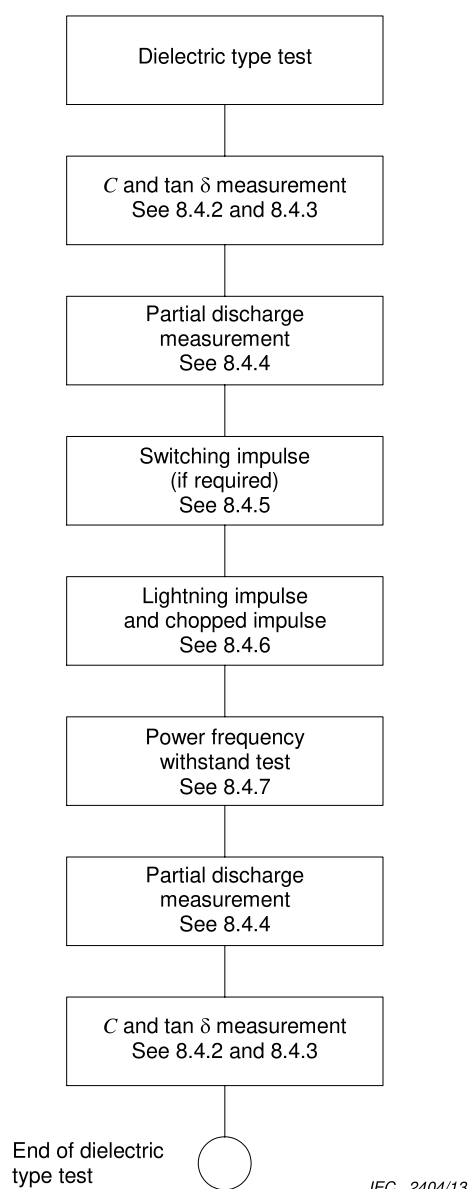 Dielectric type test
C and tan δ measurement
See 8.4.2 and 8.4.3
Partial discharge
measurement
See 8.4.4
Switching impulse
(if required)
See 8.4.5
Lightning impulse
and chopped impulse
See 8.4.6
Power frequency
withstand test
See 8.4.7
Partial discharge
measurement
See 8.4.4
C and tan δ measurement
See 8.4.2 and 8.4.3
End of dielectric
type test
IEC 2404/13